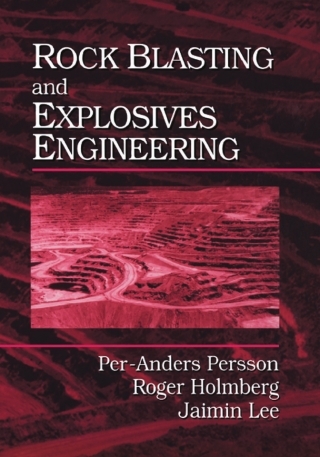 ROCK BLASTING
and
EXPLOSIVES
ENGINEERING
Per-Anders Persson
Roger Holmberg
Jaimin Lee